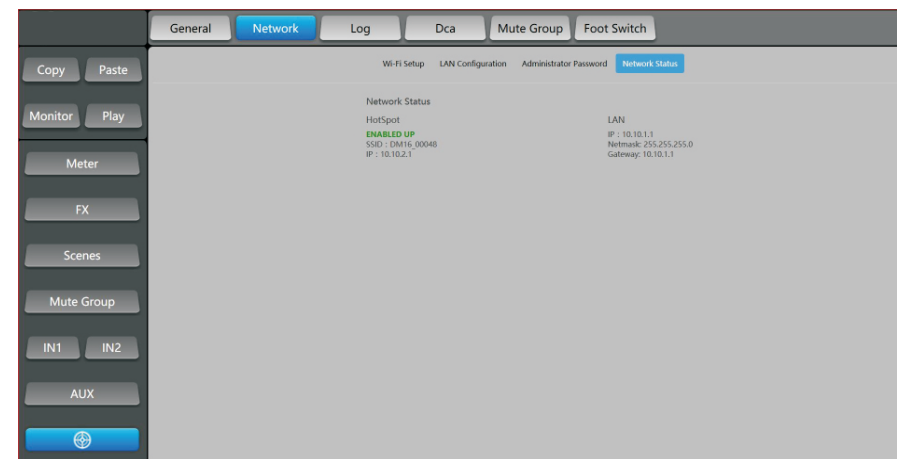 General Network Log Dca Mute Group Foot Switch
Wi-Fi Setup LAN Configuration Administrator Password Network Status
Copy Paste
Monitor Play
Meter
FX
Scenes
Mute Group
IN1 IN2
AUX
Network Status
HotSpot
ENABLED UP
SSID : DM16_00048
IP : 10.10.2.1
LAN
IP : 10.10.1.1
Netmask: 255.255.255.0
Gateway: 10.10.1.1